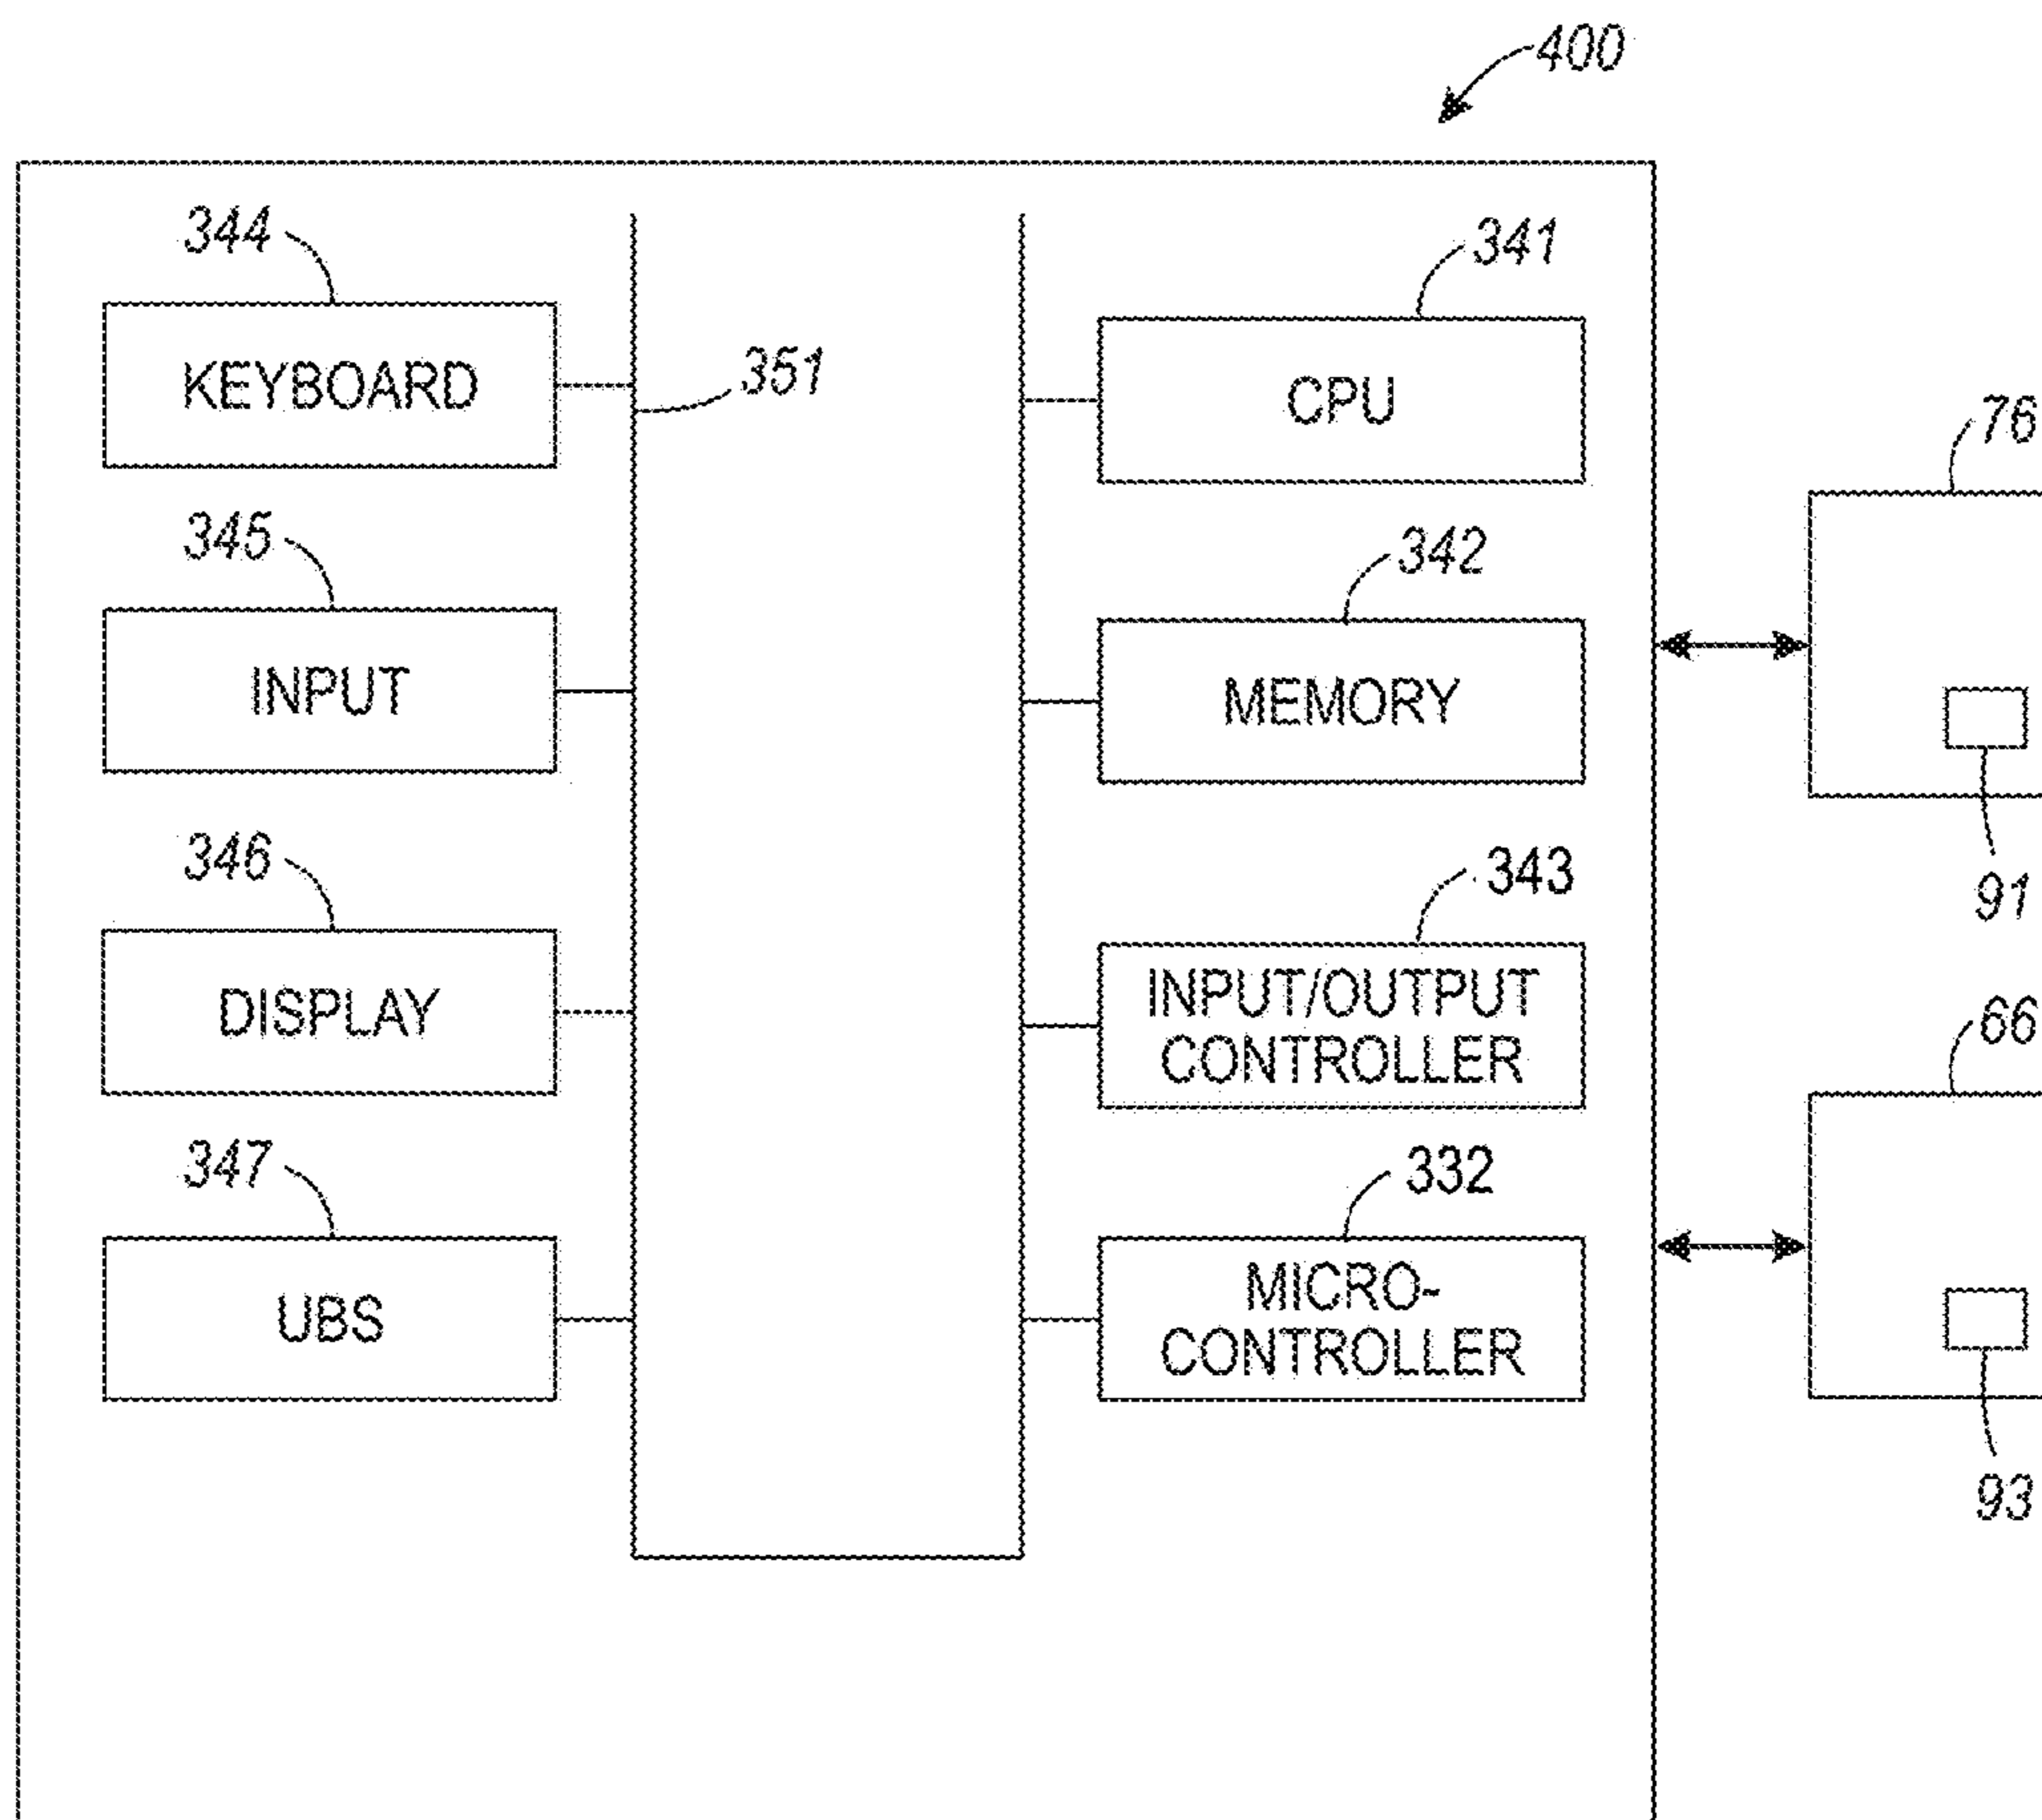 400
344
KEYBOARD
351
341
CPU
76
345
INPUT
342
MEMORY
91
346
DISPLAY
343
INPUT/OUTPUT
CONTROLLER
66
347
UBS
332
MICRO-
CONTROLLER
93